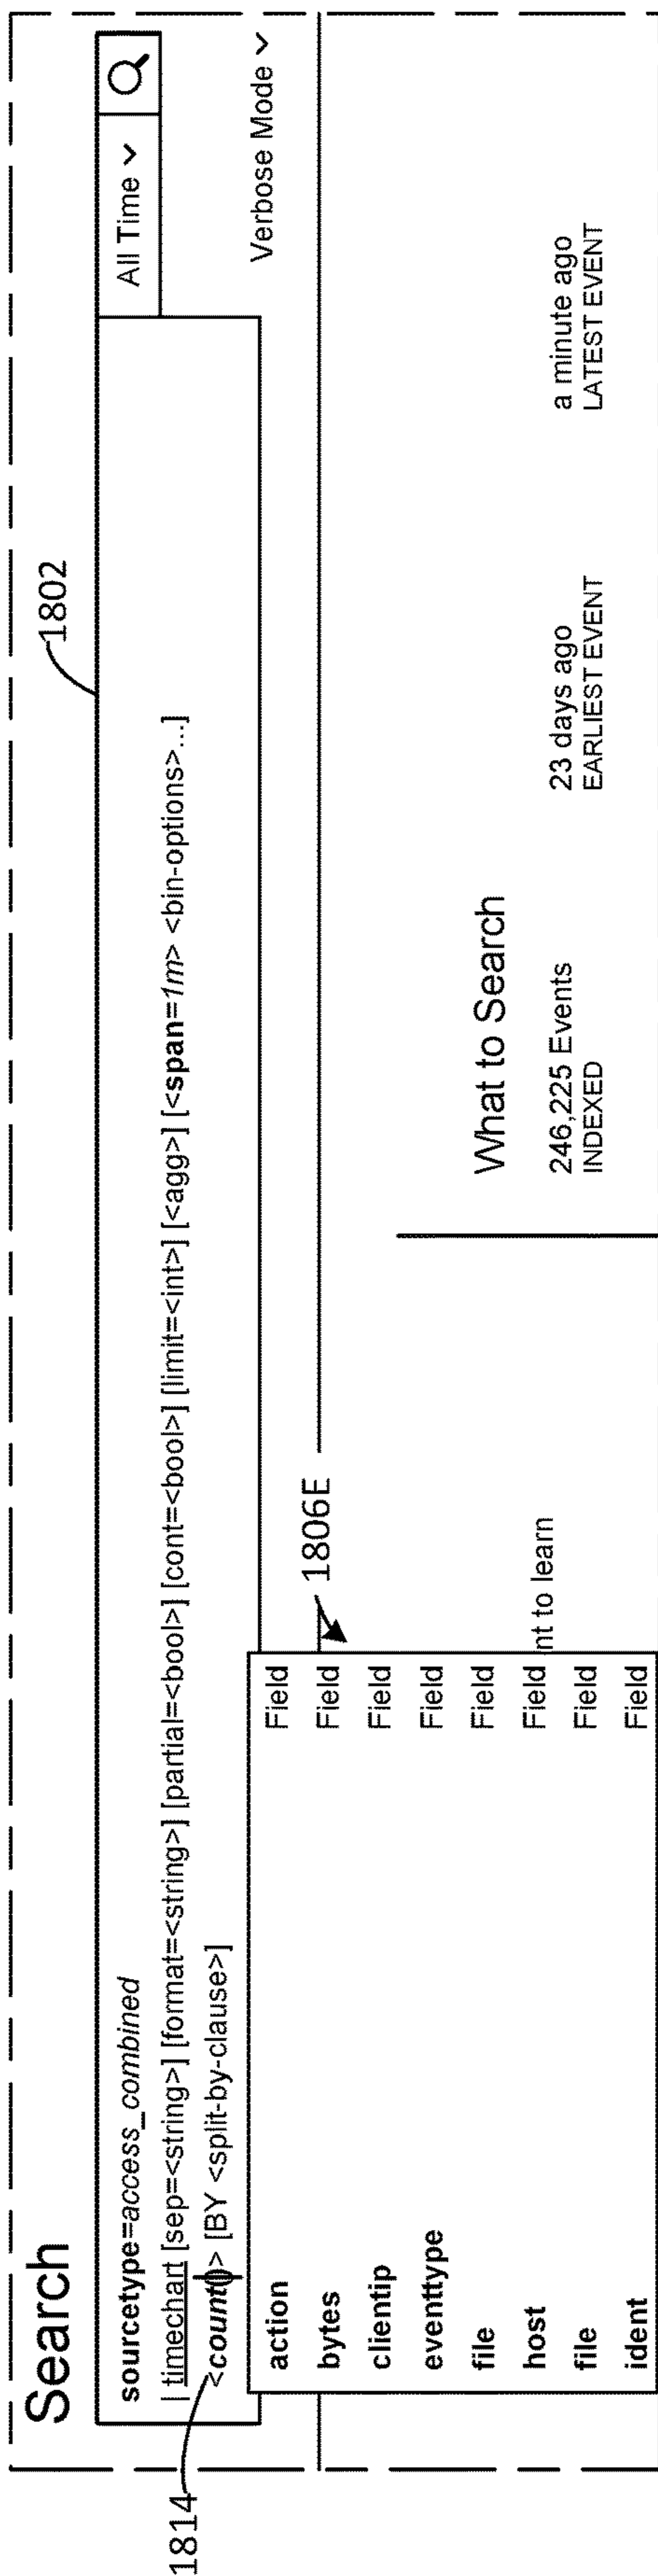 Search
1802
sourcetype=access_combined
All Time
| timechart [sep=<string>] [format=<string>] [partial=<bool>] [cont=<bool>] [limit=<int>] [<agg>] [<span=1m> <bin-options>...]
1814
<count()> [BY <split-by-clause>]
Verbose Mode
1806E
action Field
bytes Field
clientip Field
eventtype Field
file Field
What to Search
host Field
nt to learn
246,225 Events
23 days ago
a minute ago
file Field
INDEXED
EARLIEST EVENT
LATEST EVENT
ident Field